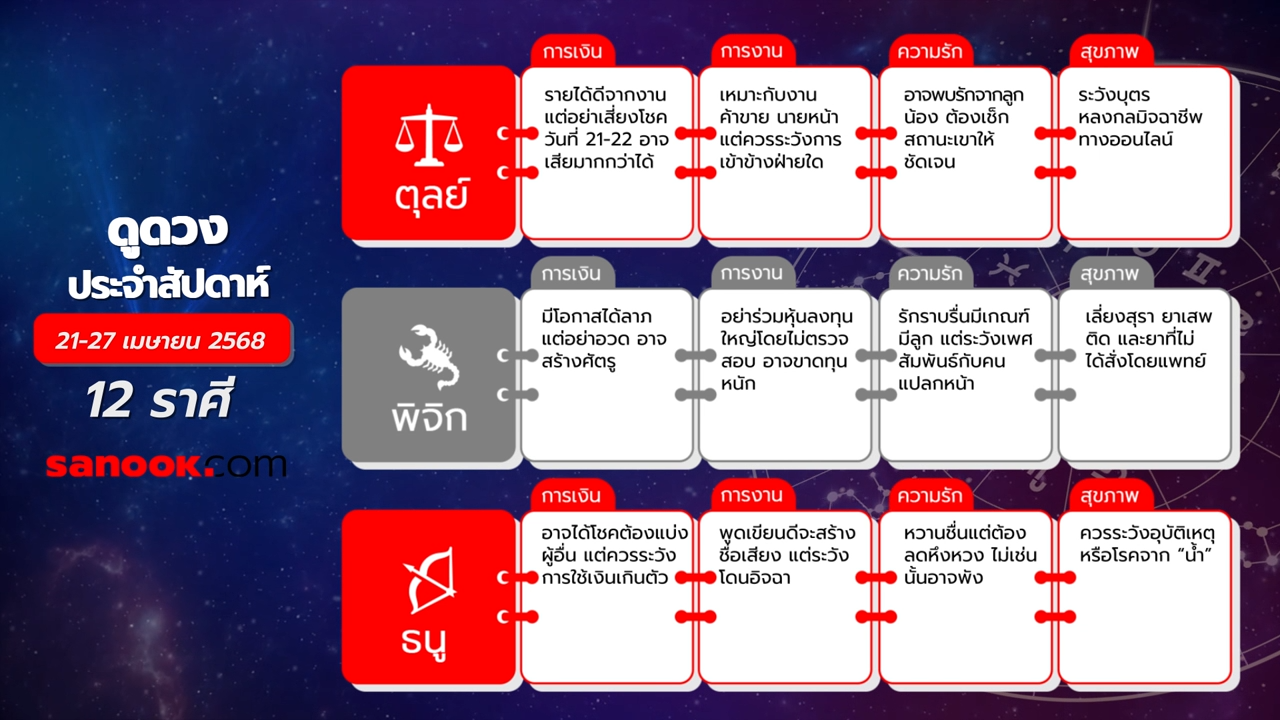 ดูดวง
ประจำสัปดาห์
21-27 เมษายน 2568
12 ราศี
sanook.com
ตุลย์
การเงิน
รายได้ดีจากงาน
แต่อย่าเสี่ยงโชค
วันที่ 21-22 อาจ
เสียมากกว่าได้
การงาน
เหมาะกับงาน
ค้าขาย นายหน้า
แต่ควรระวังการ
เข้าข้างฝ่ายใด
ความรัก
อาจพบรักจากลูก
น้อง ต้องเช็ก
สถานะเขาให้
ชัดเจน
สุขภาพ
ระวังบุตร
หลงกลมิจฉาชีพ
ทางออนไลน์
พิจิก
การเงิน
มีโอกาสได้ลาภ
แต่อย่าอวด อาจ
สร้างศัตรู
การงาน
อย่าร่วมหุ้นลงทุน
ใหญ่โดยไม่ตรวจ
สอบ อาจขาดทุน
หนัก
ความรัก
รักราบรื่นมีเกณฑ์
มีลูก แต่ระวังเพศ
สัมพันธ์กับคน
แปลกหน้า
สุขภาพ
เลี่ยงสุรา ยาเสพ
ติด และยาที่ไม่
ได้สั่งโดยแพทย์
ธนู
การเงิน
อาจได้โชคต้องแบ่ง
ผู้อื่น แต่ควรระวัง
การใช้เงินเกินตัว
การงาน
พูดเขียนดีจะสร้าง
ชื่อเสียง แต่ระวัง
โดนอิจฉา
ความรัก
หวานชื่นแต่ต้อง
ลดหึงหวง ไม่เช่น
นั้นอาจพัง
สุขภาพ
ควรระวังอุบัติเหตุ
หรือโรคจาก “น้ำ”